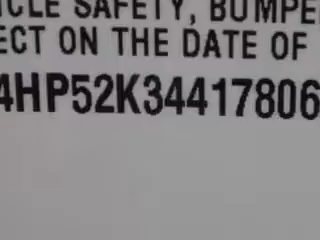 ICLE SAFETY, BUMPE
ECT ON THE DATE OF
4HP52K34417806